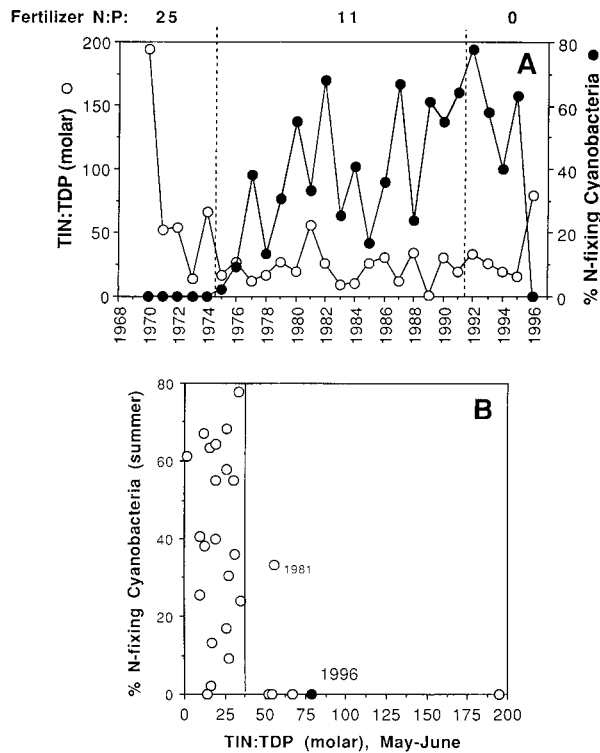 Fertilizer N:P: 25 11 0
A
TIN:TDP (molar)
200
150
100
50
0
% N-fixing Cyanobacteria
80
60
40
20
0
1968 1970 1972 1974 1976 1978 1980 1982 1984 1986 1988 1990 1992 1994 1996
B
% N-fixing Cyanobacteria (summer)
80
60
40
20
0
1981
1996
0 25 50 75 100 125 150 175 200
TIN:TDP (molar), May-June